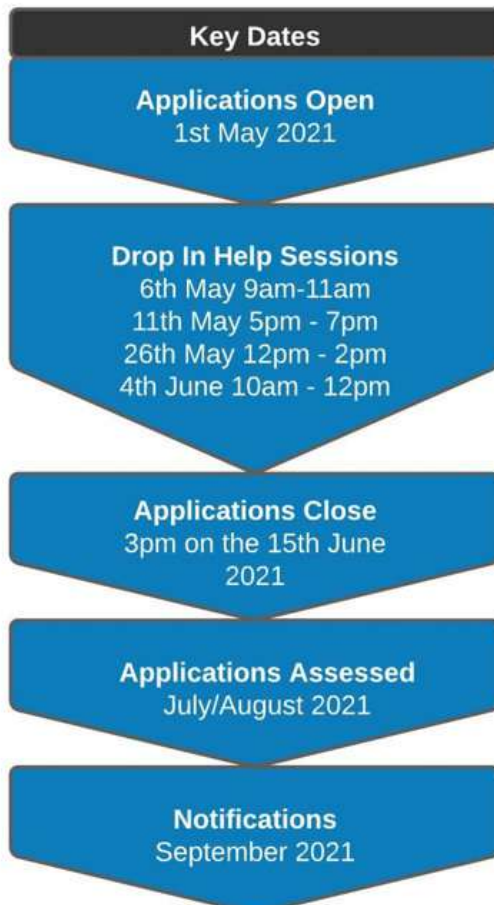 Key Dates
Applications Open
1st May 2021
Drop In Help Sessions
6th May 9am-11am
11th May 5pm - 7pm
26th May 12pm - 2pm
4th June 10am - 12pm
Applications Close
3pm on the 15th June
2021
Applications Assessed
July/August 2021
Notifications
September 2021